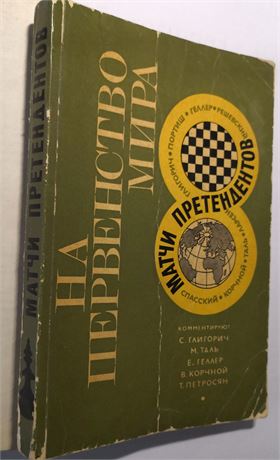 МАТЧИ ПРЕТЕНДЕНТОВ
НА
ПЕРВЕНСТВО
МИРА
ГЛИГОРИЧ • ПОРТИШ • ГЕЛЛЕР • РЕШЕВСКИЙ
МАТЧИ ПРЕТЕНДЕНТОВ
СПАССКИЙ • КОРЧНОЙ • ТАЛЬ • ЛАРСЕН
КОММЕНТИРУЮТ
С. ГЛИГОРИЧ
М. ТАЛЬ
Е. ГЕЛЛЕР
В. КОРЧНОЙ
Т. ПЕТРОСЯН